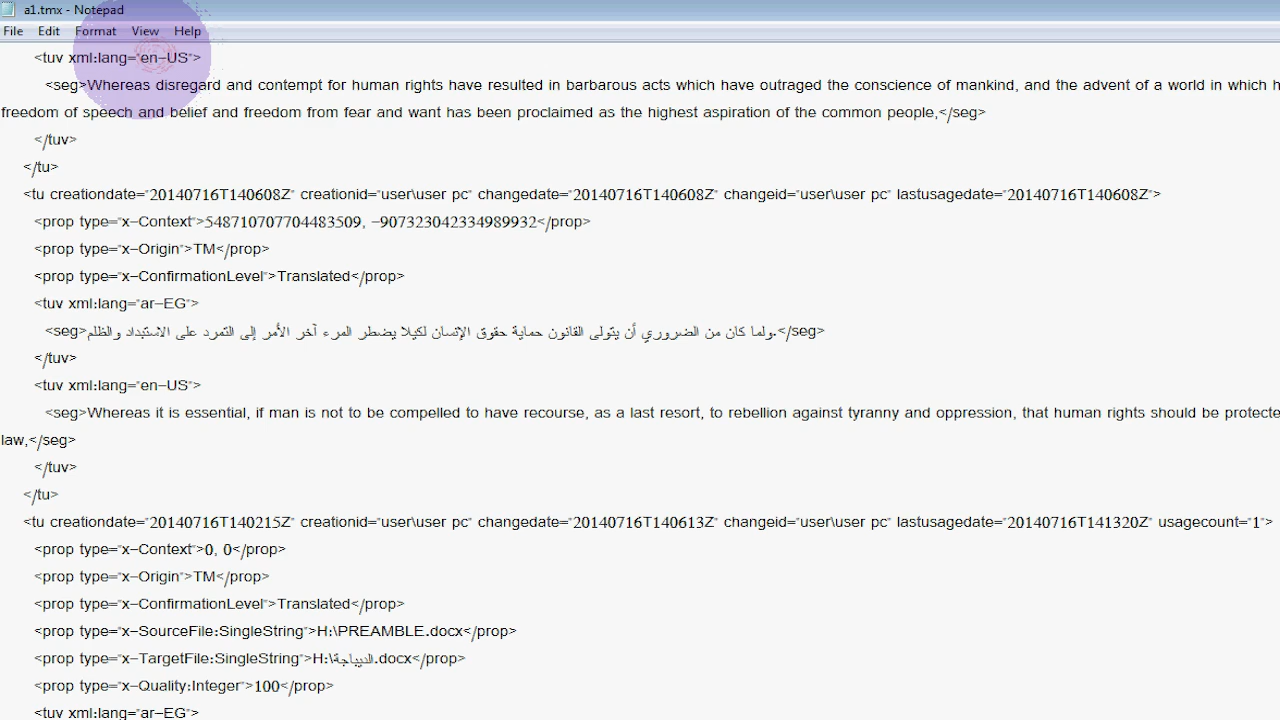 a1.tmx - Notepad
File Edit Format View Help
<tuv xml:lang="en-US">
<seg>Whereas disregard and contempt for human rights have resulted in barbarous acts which have outraged the conscience of mankind, and the advent of a world in which h
freedom of speech and belief and freedom from fear and want has been proclaimed as the highest aspiration of the common people,</seg>
</tuv>
</tu>
<tu creationdate="20140716T140608Z" creationid="user\user pc" changedate="20140716T140608Z" changeid="user\user pc" lastusagedate="20140716T140608Z">
<prop type="x-Context">548710707704483509, -907323042334989932</prop>
<prop type="x-Origin">TM</prop>
<prop type="x-ConfirmationLevel">Translated</prop>
<tuv xml:lang="ar-EG">
<seg>ولما كان من الضروري أن يتولى القانون حماية حقوق الإنسان لكيلا يضطر المرء آخر الأمر إلى التمرد على الاستبداد والظلم.</seg>
</tuv>
<tuv xml:lang="en-US">
<seg>Whereas it is essential, if man is not to be compelled to have recourse, as a last resort, to rebellion against tyranny and oppression, that human rights should be protecte
law,</seg>
</tuv>
</tu>
<tu creationdate="20140716T140215Z" creationid="user\user pc" changedate="20140716T140613Z" changeid="user\user pc" lastusagedate="20140716T141320Z" usagecount="1">
<prop type="x-Context">0, 0</prop>
<prop type="x-Origin">TM</prop>
<prop type="x-ConfirmationLevel">Translated</prop>
<prop type="x-SourceFile:SingleString">H:\PREAMBLE.docx</prop>
<prop type="x-TargetFile:SingleString">H:\الديباجة.docx</prop>
<prop type="x-Quality:Integer">100</prop>
<tuv xml:lang="ar-EG">